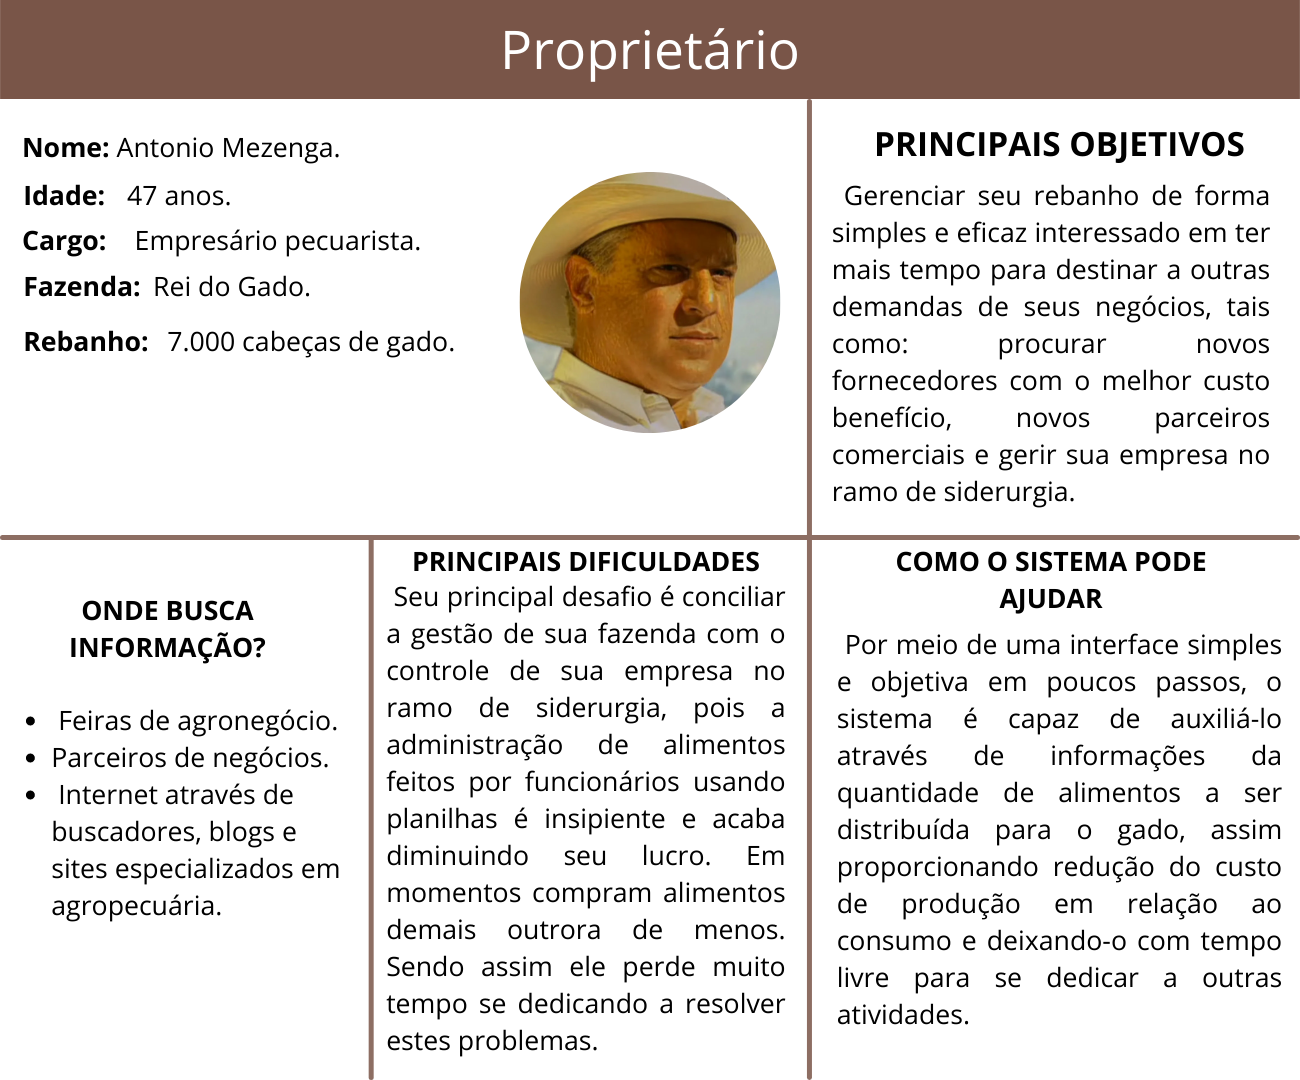 Proprietário
Nome: Antonio Mezenga.
Idade: 47 anos.
Cargo: Empresário pecuarista.
Fazenda: Rei do Gado.
Rebanho: 7.000 cabeças de gado.
PRINCIPAIS OBJETIVOS
Gerenciar seu rebanho de forma
simples e eficaz interessado em ter
mais tempo para destinar a outras
demandas de seus negócios, tais
como: procurar novos
fornecedores com o melhor custo
benefício, novos parceiros
comerciais e gerir sua empresa no
ramo de siderurgia.
ONDE BUSCA
INFORMAÇÃO?
• Feiras de agronegócio.
• Parceiros de negócios.
• Internet através de
buscadores, blogs e
sites especializados em
agropecuária.
PRINCIPAIS DIFICULDADES
Seu principal desafio é conciliar
a gestão de sua fazenda com o
controle de sua empresa no
ramo de siderurgia, pois a
administração de alimentos
feitos por funcionários usando
planilhas é insipiente e acaba
diminuindo seu lucro. Em
momentos compram alimentos
demais outrora de menos.
Sendo assim ele perde muito
tempo se dedicando a resolver
estes problemas.
COMO O SISTEMA PODE
AJUDAR
Por meio de uma interface simples
e objetiva em poucos passos, o
sistema é capaz de auxiliá-lo
através de informações da
quantidade de alimentos a ser
distribuída para o gado, assim
proporcionando redução do custo
de produção em relação ao
consumo e deixando-o com tempo
livre para se dedicar a outras
atividades.